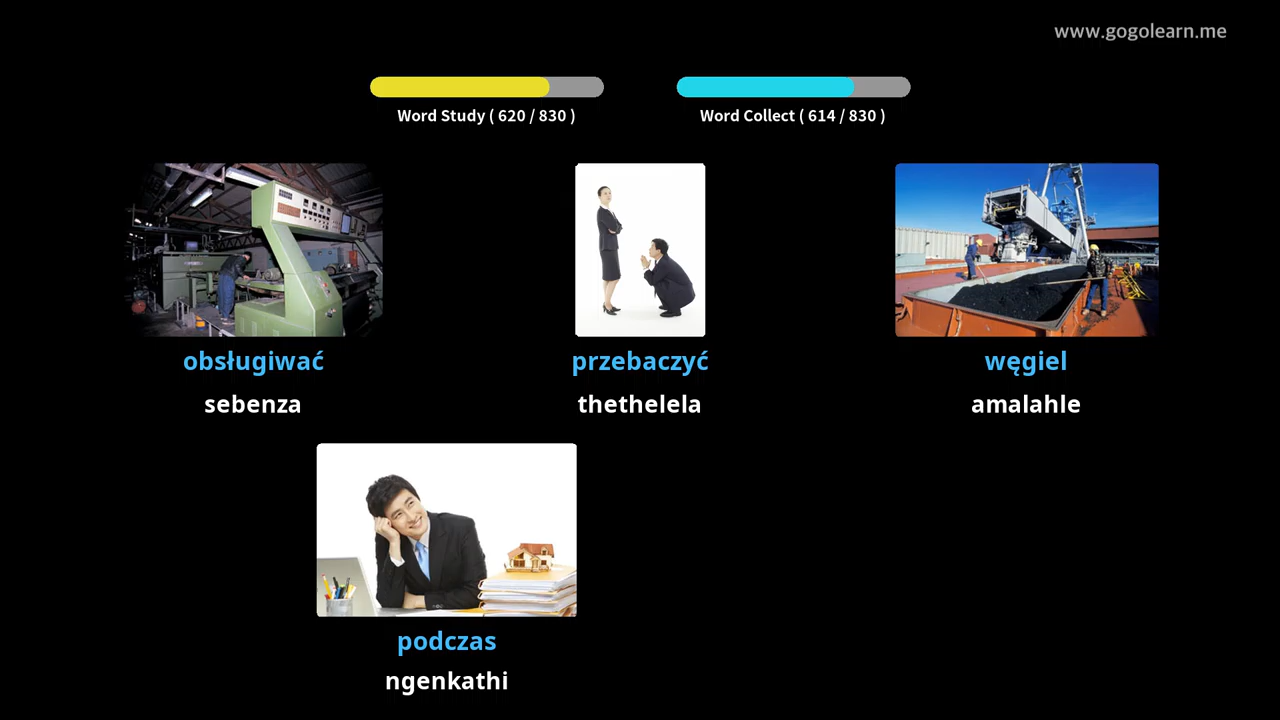 www.gogolearn.me
Word Study ( 620 / 830 )
Word Collect ( 614 / 830 )
obsługiwać
sebenza
przebaczyć
thethelela
węgiel
amalahle
podczas
ngenkathi